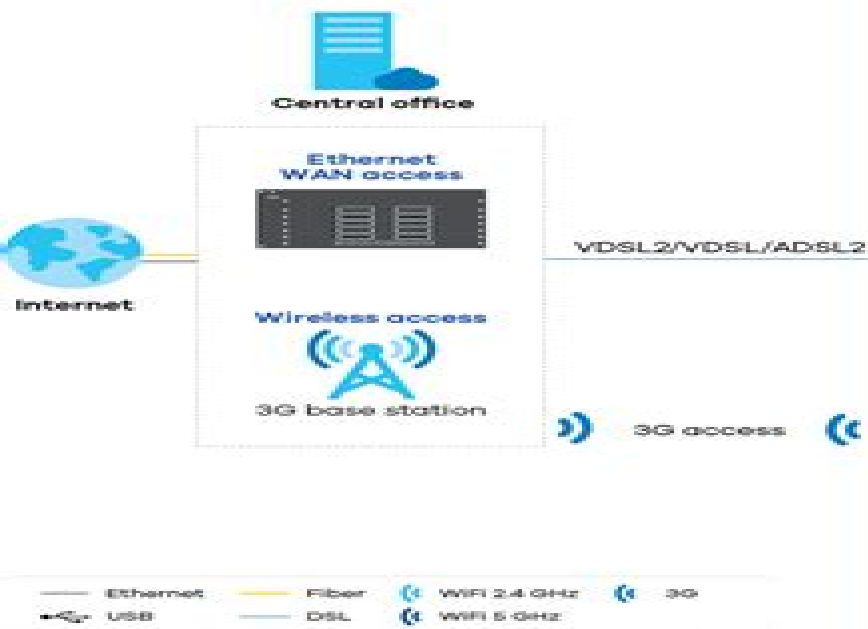 Central office
Ethernet
WAN access
VDSL2/VDSL/ADSL2
Internet
Wireless access
3G base station
3G access
Ethernet
Fiber
WiFi 2.4 GHz
3G
USB
DSL
WiFi 5 GHz